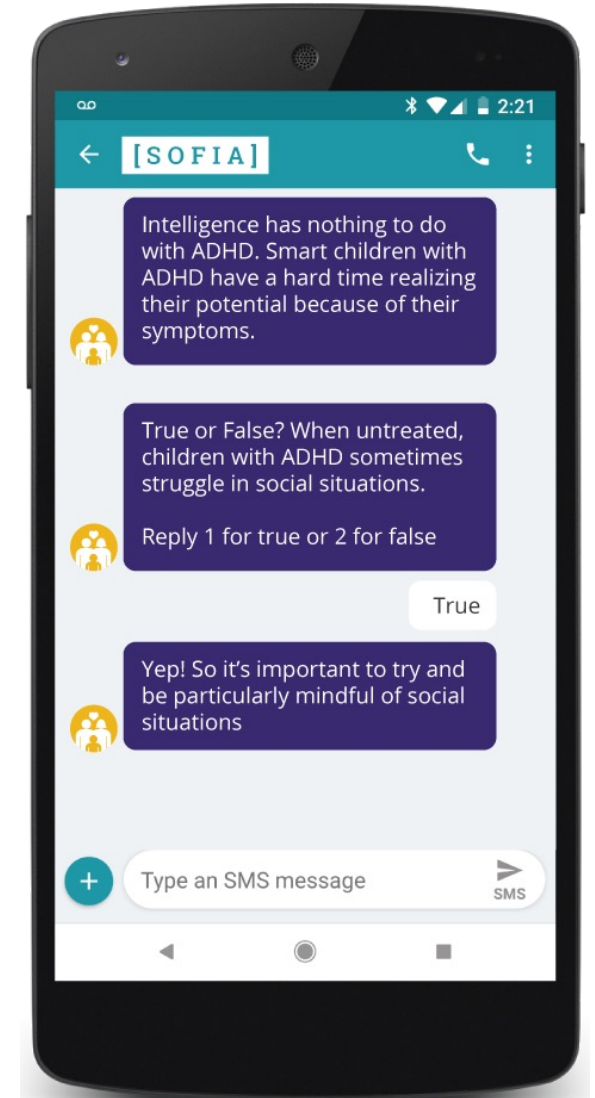 2:21
[SOFIA]
Intelligence has nothing to do
with ADHD. Smart children with
ADHD have a hard time realizing
their potential because of their
symptoms.
True or False? When untreated,
children with ADHD sometimes
struggle in social situations.
Reply 1 for true or 2 for false
True
Yep! So it’s important to try and
be particularly mindful of social
situations
Type an SMS message
SMS